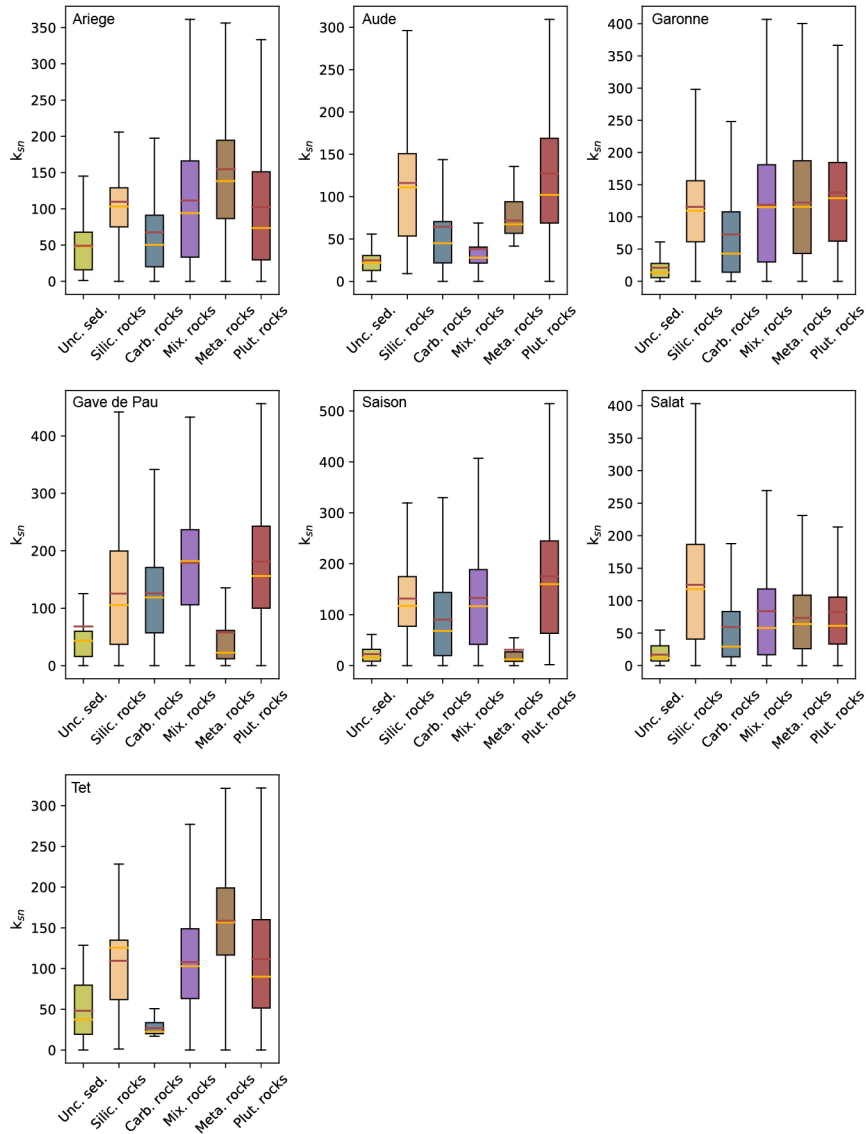 Ariege
k_sn
350
300
250
200
150
100
50
0
Unc. sed.
Silic. rocks
Carb. rocks
Mix. rocks
Meta. rocks
Plut. rocks
Aude
300
250
200
150
100
50
0
Unc. sed.
Silic. rocks
Carb. rocks
Mix. rocks
Meta. rocks
Plut. rocks
Garonne
k_sn
400
350
300
250
200
150
100
50
0
Unc. sed.
Silic. rocks
Carb. rocks
Mix. rocks
Meta. rocks
Plut. rocks
Gave de Pau
k_sn
400
300
200
100
0
Unc. sed.
Silic. rocks
Carb. rocks
Mix. rocks
Meta. rocks
Plut. rocks
Saison
k_sn
500
400
300
200
100
0
Unc. sed.
Silic. rocks
Carb. rocks
Mix. rocks
Meta. rocks
Plut. rocks
Salat
k_sn
400
350
300
250
200
150
100
50
0
Unc. sed.
Silic. rocks
Carb. rocks
Mix. rocks
Meta. rocks
Plut. rocks
Tet
k_sn
300
250
200
150
100
50
0
Unc. sed.
Silic. rocks
Carb. rocks
Mix. rocks
Meta. rocks
Plut. rocks